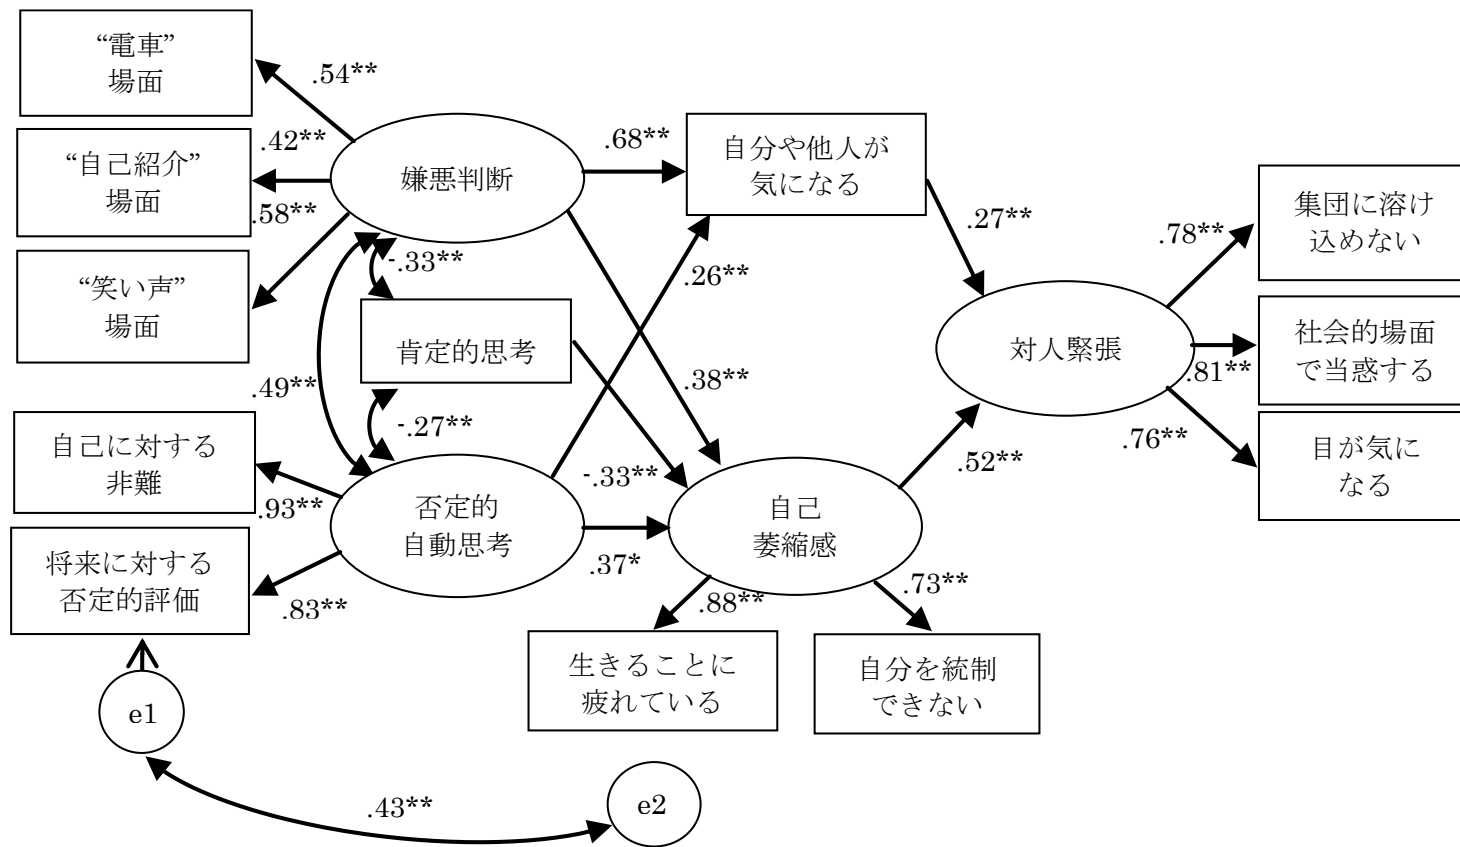 “電車”
場面
.54**
“自己紹介”
場面
.42**
“笑い声”
場面
.58**
嫌悪判断
.68**
自分や他人が
気になる
.27**
集団に溶け
込めない
.78**
-.33**
.26**
肯定的思考
対人緊張
社会的場面
で当惑する
.81**
.49**
.38**
-.27**
.76**
目が気に
なる
自己に対する
非難
.93**
否定的
自動思考
-.33**
.52**
自己
萎縮感
.37*
将来に対する
否定的評価
.83**
.88**
.73**
生きることに
疲れている
自分を統制
できない
e1
.43**
e2